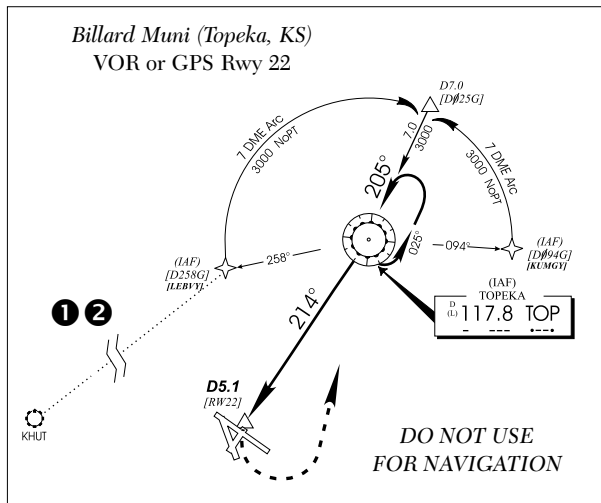 Billard Muni (Topeka, KS)
VOR or GPS Rwy 22
D7.0
[DØ25G]
7 DME Arc
3000 NoPT
7.0
3000
7 DME Arc
3000 NoPT
205°
025°
(IAF)
[D258G]
[LEBVY]
258°
094°
(IAF)
[DØ94G]
[KUMGY]
(IAF)
TOPEKA
D
(L) 117.8 TOP
1 2
214°
D5.1
[RW22]
KHUT
DO NOT USE
FOR NAVIGATION